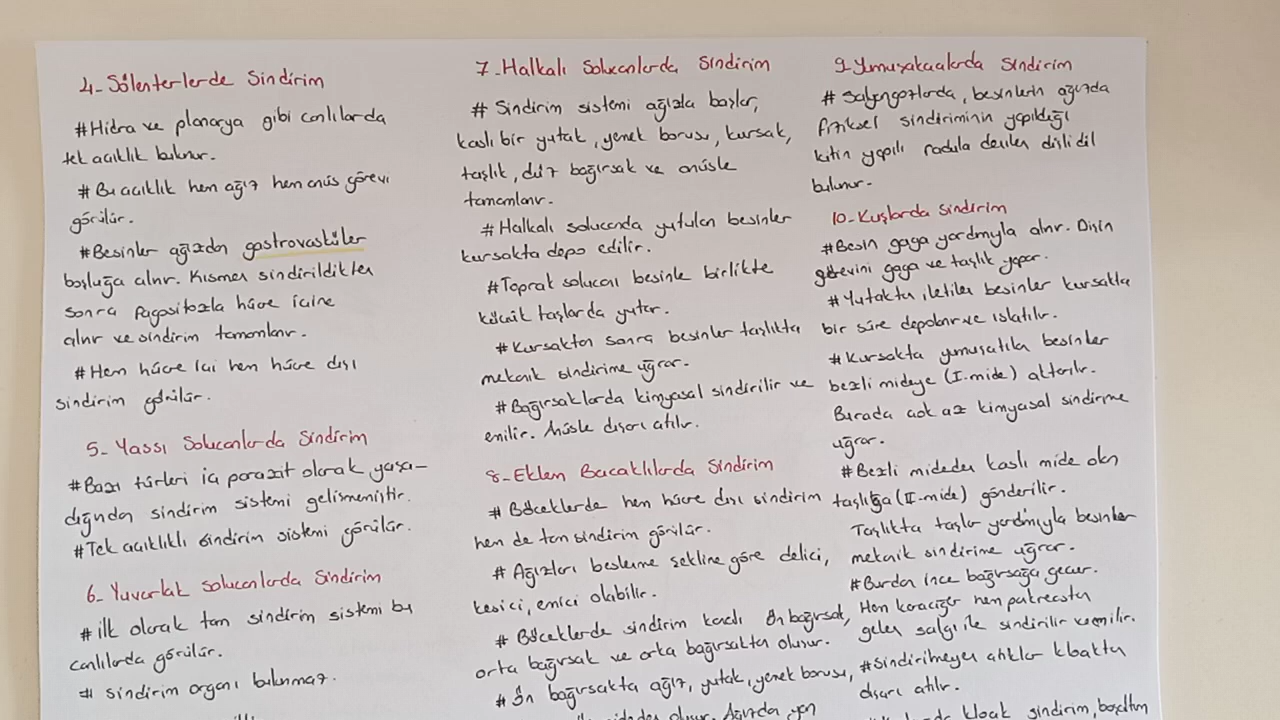 4- Sölenterlerde Sindirim
#Hidra ve planarya gibi canlılarda
tek açıklık bulunur.
# Bu açıklık hem ağız hem anüs görevi
görülür.
#Besinler ağızdan gastrovasküler
boşluğa alınır. Kısmen sindirildikten
sonra Fagositozla hücre içine
alınır ve sindirim tamamlanır.
#Hem hücre içi hem hücre dışı
sindirim görülür.
5- Yassı Solucanlarda Sindirim
#Bazı türleri iç parazit olarak yaşa-
dığından sindirim sistemi gelişmemiştir.
#Tek açıklıklı sindirim sistemi görülür.
6- Yuvarlak solucanlarda Sindirim
#İlk olarak tam sindirim sistemi bu
canlılarda görülür.
# sindirim organı bulunmaz.
7-Halkalı Solucanlarda Sindirim
# Sindirim sistemi ağızla başlar,
kaslı bir yutak, yemek borusu, kursak,
taşlık, düz bağırsak ve anüsle
tamamlanır.
# Halkalı solucanda yutulan besinler
kursakta depo edilir.
#Toprak solucanı besinle birlikte
küçük taşlarda yutar.
#Kursaktan sonra besinler taşlıkta
mekanik sindirime uğrar.
#Bağırsaklarda kimyasal sindirilir ve
emilir. Anüsle dışarı atılır.
8-Eklem Bacaklılarda Sindirim
# Böceklerde hem hücre dışı sindirim
hem de tam sindirim görülür.
# Ağızları beslenme şekline göre delici,
kesici, emici olabilir.
# Böceklerde sindirim kanalı Ön bağırsak,
orta bağırsak ve arka bağırsaktan oluşur.
# Ön bağırsakta ağız, yutak, yemek borusu,
oluşur. Ağızda yan
9-Yumuşakçalarda Sindirim
# Salyangozlarda, besinlerin ağızda
fiziksel sindiriminin yapıldığı
kitin yapılı radula denilen dişli dil
bulunur.
10-Kuşlarda Sindirim
#Besin gaga yardımıyla alınır. Dişin
görevini gaga ve taşlık yapar.
#Yutakta iletilen besinler kursakta
bir süre depolanır ve ıslatılır.
#Kursakta yumuşatılan besinler
bezli mideye (I.mide) aktarılır.
Burada çok az kimyasal sindirime
uğrar.
#Bezli mideden kaslı mide olan
taşlığa (II-mide) gönderilir.
Taşlıkta taşlar yardımıyla besinler
mekanik sindirime uğrar.
#Burdan ince bağırsağa geçer.
Hem karaciğer hem pankreastan
gelen salgı ile sindirilir ve emilir.
#Sindirilmeyen atıklar kloaktan
dışarı atılır.
kloak sindirim, boşaltım